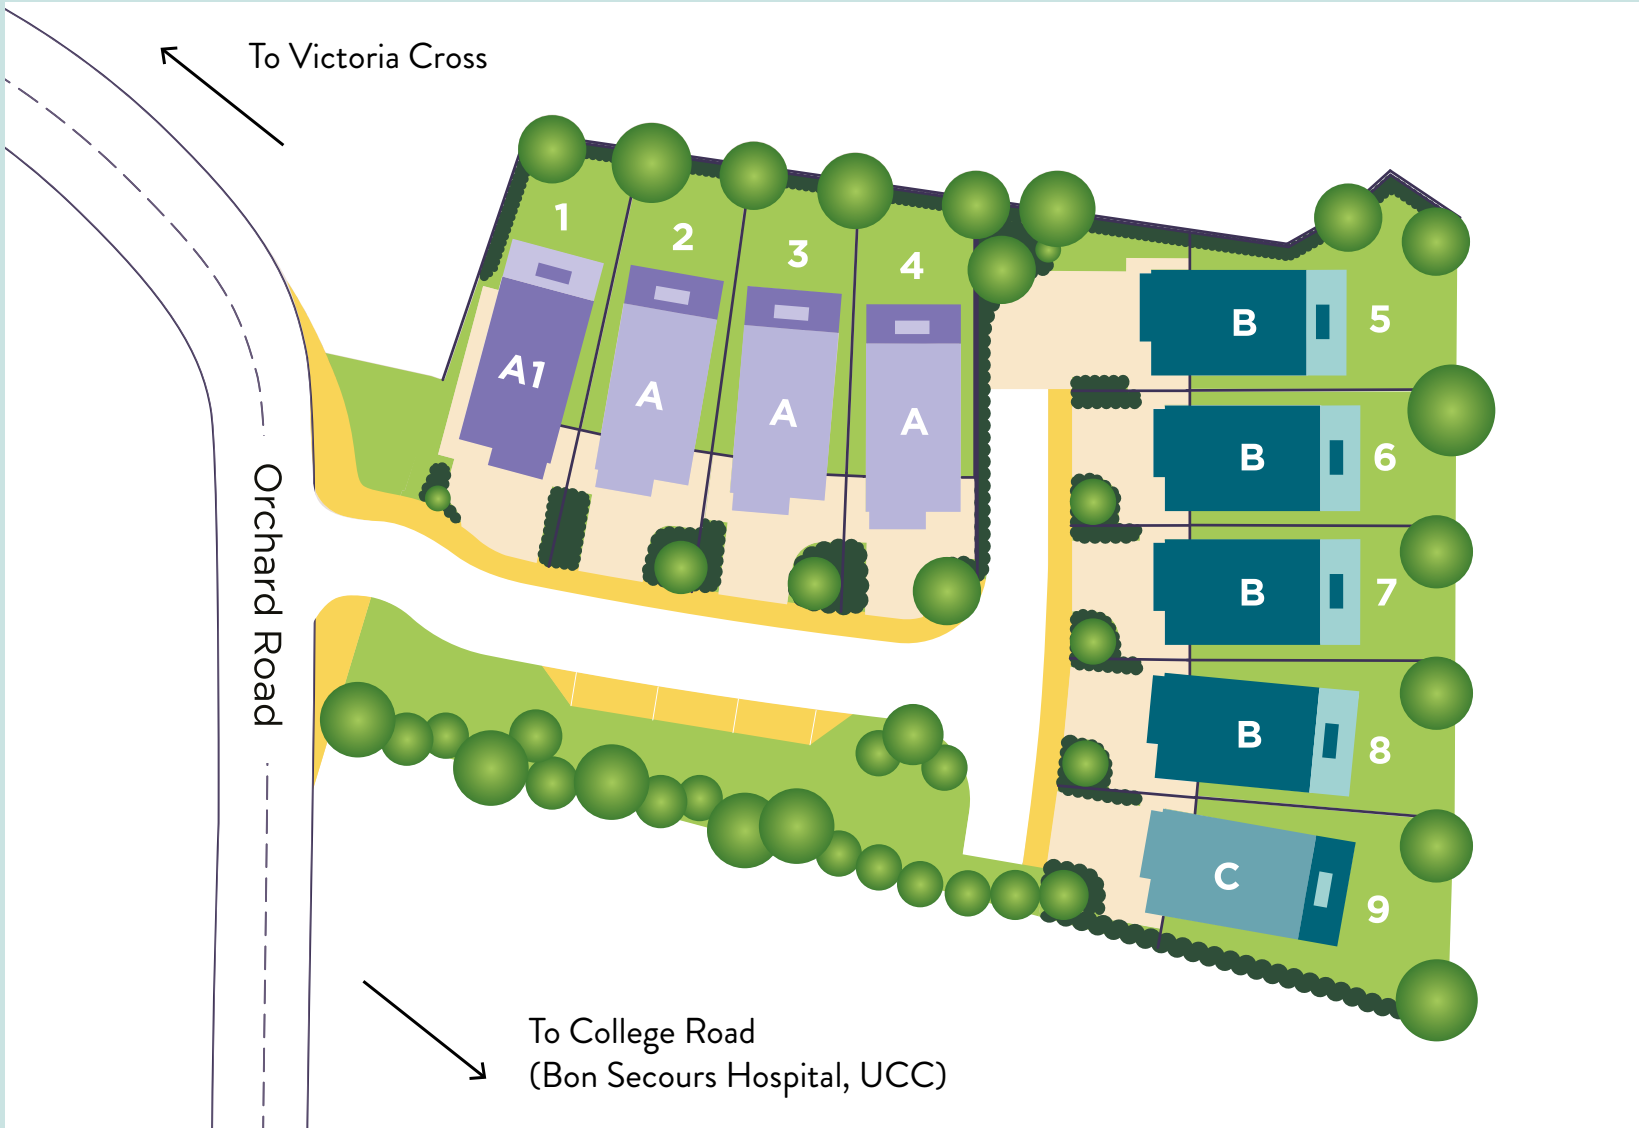 To Victoria Cross
1
2
3
4
A1
A
A
A
B
5
B
6
B
7
B
8
C
9
Orchard Road
To College Road
(Bon Secours Hospital, UCC)